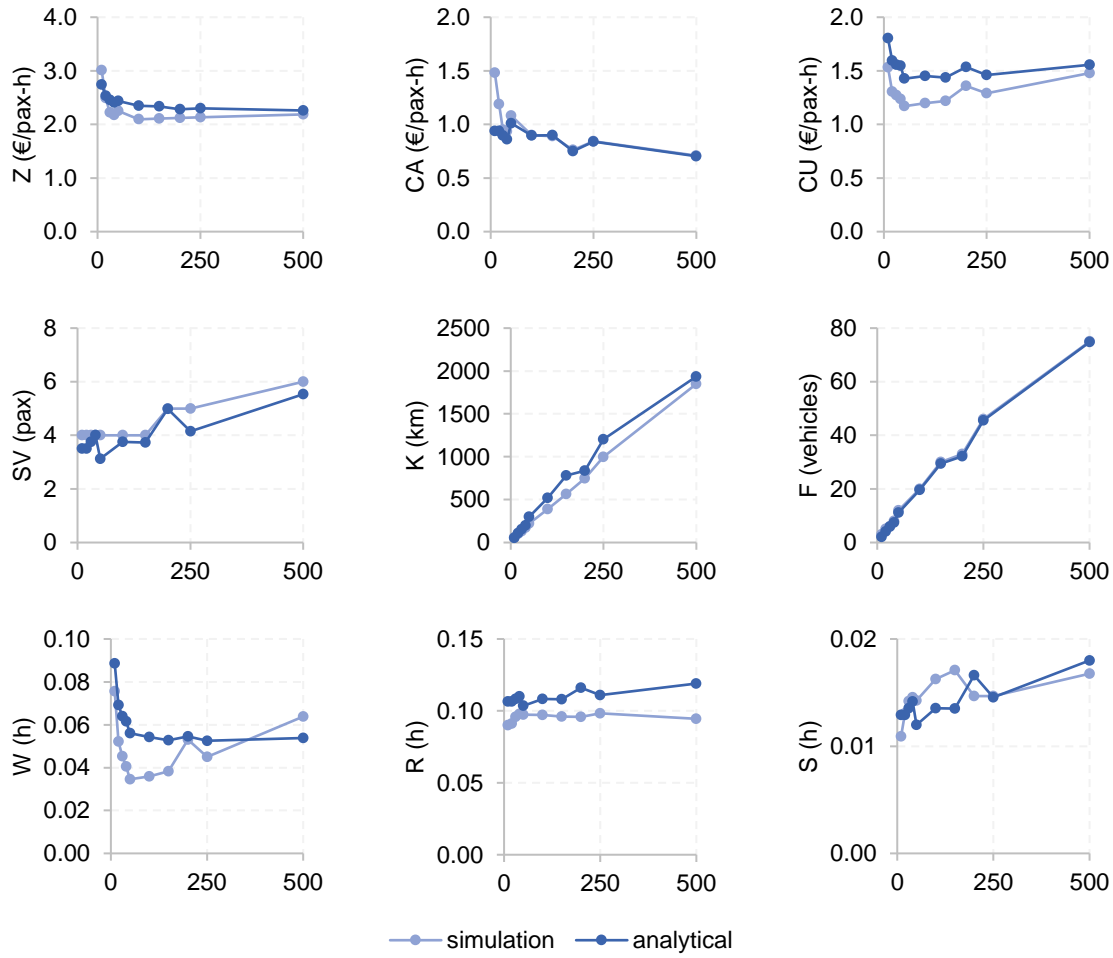 Z (€/pax-h)
4.0
3.0
2.0
1.0
0.0
0 250 500
CA (€/pax-h)
2.0
1.5
1.0
0.5
0.0
0 250 500
CU (€/pax-h)
2.0
1.5
1.0
0.5
0.0
0 250 500
SV (pax)
8
6
4
2
0
0 250 500
K (km)
2500
2000
1500
1000
500
0
0 250 500
F (vehicles)
80
60
40
20
0
0 250 500
W (h)
0.10
0.08
0.06
0.04
0.02
0.00
0 250 500
R (h)
0.15
0.10
0.05
0.00
0 250 500
S (h)
0.02
0.01
0.00
0 250 500
simulation analytical